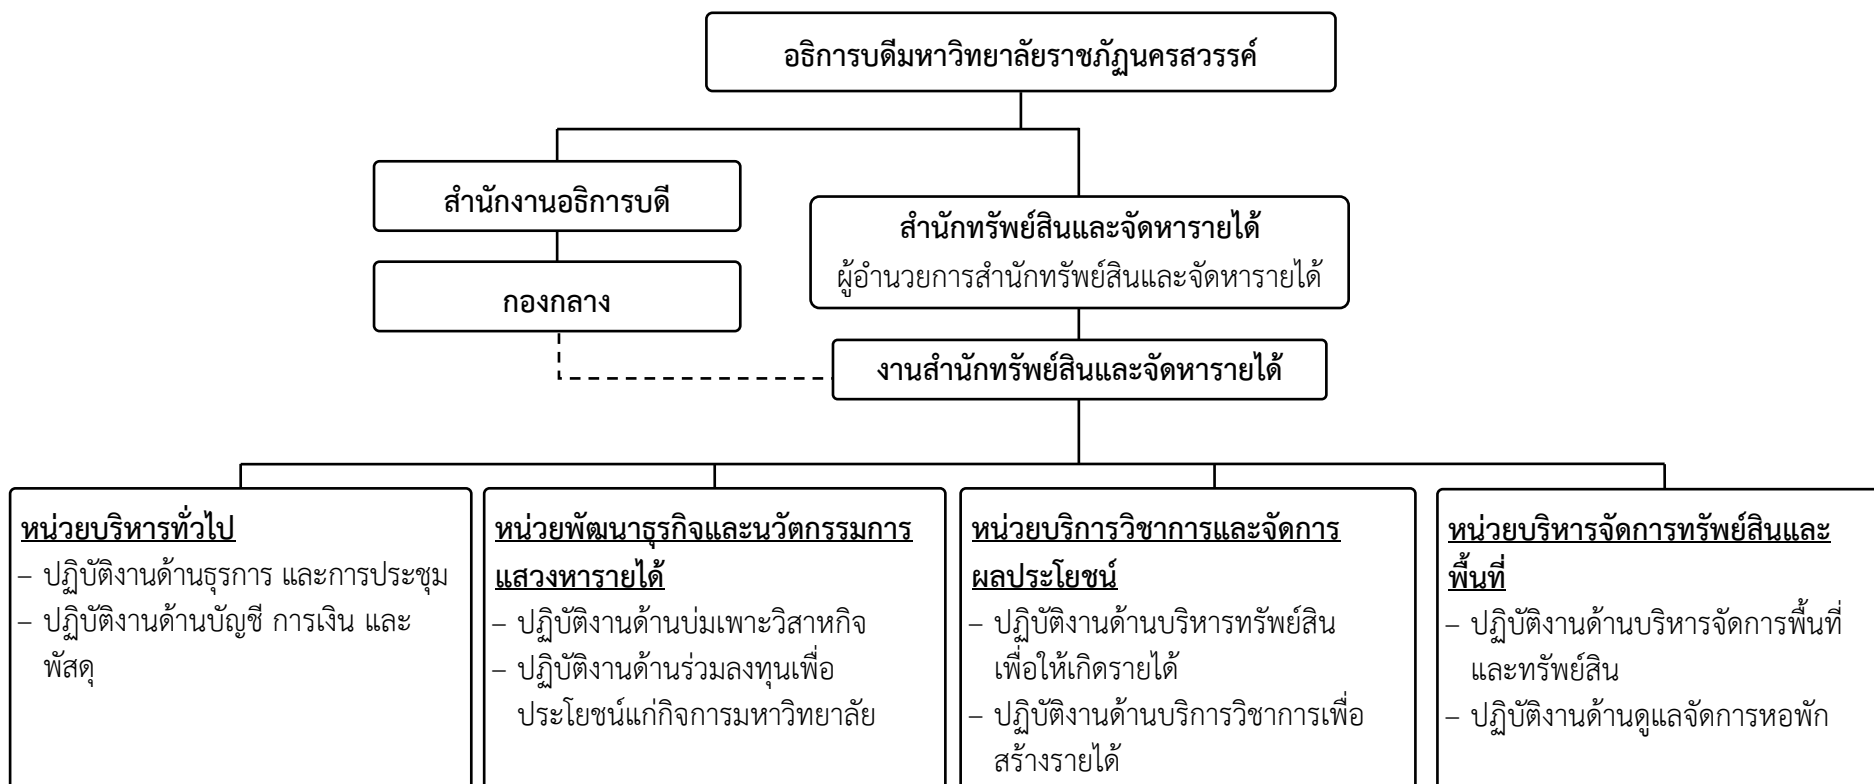 อธิการบดีมหาวิทยาลัยราชภัฏนครสวรรค์
สำนักงานอธิการบดี
กองกลาง
สำนักทรัพย์สินและจัดหารายได้
ผู้อำนวยการสำนักทรัพย์สินและจัดหารายได้
งานสำนักทรัพย์สินและจัดหารายได้
หน่วยบริหารทั่วไป
– ปฏิบัติงานด้านธุรการ และการประชุม
– ปฏิบัติงานด้านบัญชี การเงิน และ
พัสดุ
หน่วยพัฒนาธุรกิจและนวัตกรรมการ
แสวงหารายได้
– ปฏิบัติงานด้านบ่มเพาะวิสาหกิจ
– ปฏิบัติงานด้านร่วมลงทุนเพื่อ
ประโยชน์แก่กิจการมหาวิทยาลัย
หน่วยบริการวิชาการและจัดการ
ผลประโยชน์
– ปฏิบัติงานด้านบริหารทรัพย์สิน
เพื่อให้เกิดรายได้
– ปฏิบัติงานด้านบริการวิชาการเพื่อ
สร้างรายได้
หน่วยบริหารจัดการทรัพย์สินและ
พื้นที่
– ปฏิบัติงานด้านบริหารจัดการพื้นที่
และทรัพย์สิน
– ปฏิบัติงานด้านดูแลจัดการหอพัก